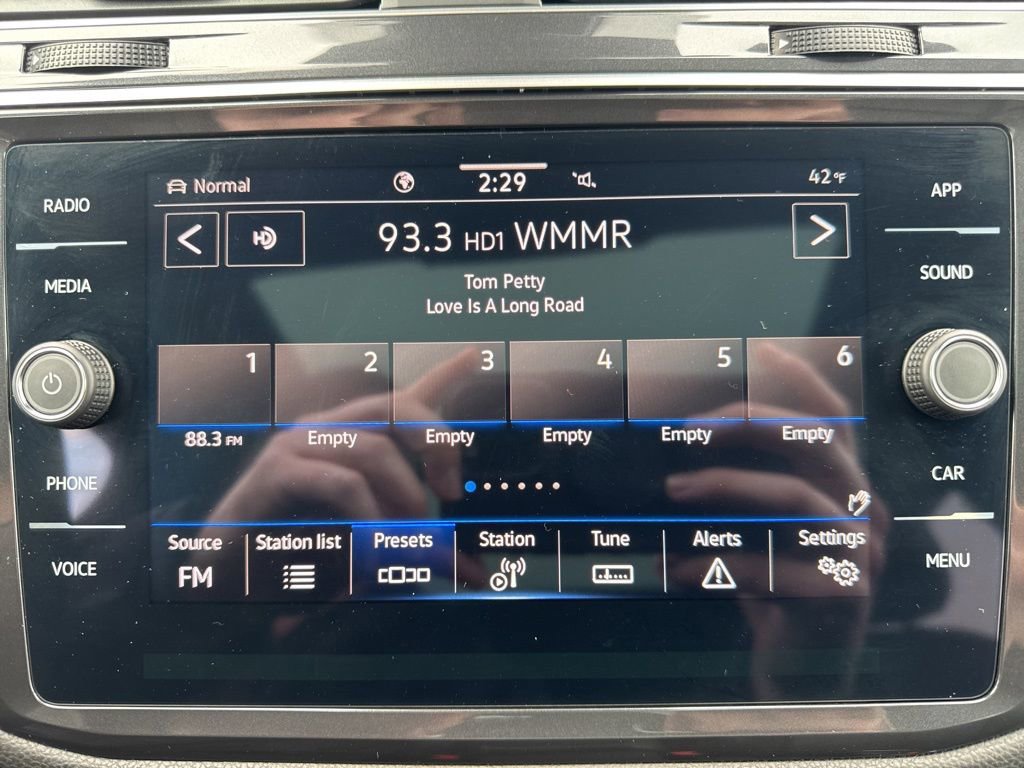 RADIO
MEDIA
PHONE
VOICE
Normal
2:29
42°F
HD
93.3 HD1 WMMR
Tom Petty
Love Is A Long Road
1 2 3 4 5 6
88.3 FM Empty Empty Empty Empty Empty
Source Station list Presets Station Tune Alerts Settings
FM
APP
SOUND
CAR
MENU